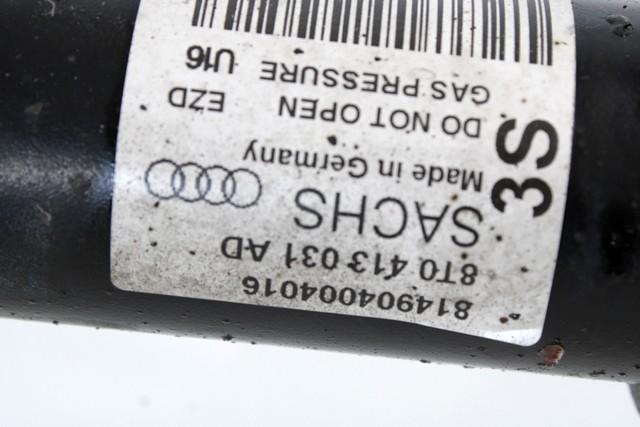 814904004016
8T0 413 031 AD
SACHS
Made in Germany
3S
DO NOT OPEN EZD
GAS PRESSURE U16